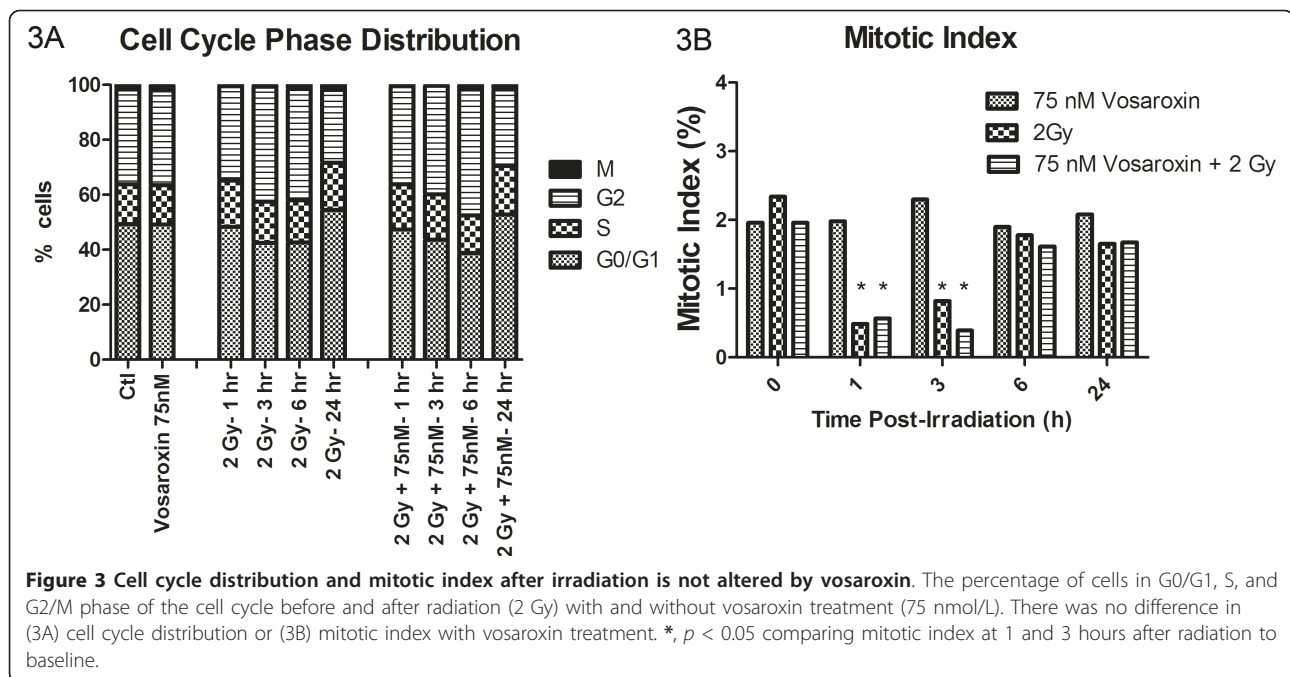 3A Cell Cycle Phase Distribution
100
80
60
40
20
0
% cells
M
G2
S
G0/G1
Ctl
Vosaroxin 75nM
2 Gy- 1 hr
2 Gy- 3 hr
2 Gy- 6 hr
2 Gy- 24 hr
2 Gy + 75nM- 1 hr
2 Gy + 75nM- 3 hr
2 Gy + 75nM- 6 hr
2 Gy + 75nM- 24 hr
3B Mitotic Index
4
3
2
1
0
Mitotic Index (%)
75 nM Vosaroxin
2Gy
75 nM Vosaroxin + 2 Gy
* *
* *
0
1
3
6
24
Time Post-Irradiation (h)
Figure 3 Cell cycle distribution and mitotic index after irradiation is not altered by vosaroxin. The percentage of cells in G0/G1, S, and
G2/M phase of the cell cycle before and after radiation (2 Gy) with and without vosaroxin treatment (75 nmol/L). There was no difference in
(3A) cell cycle distribution or (3B) mitotic index with vosaroxin treatment. *, p < 0.05 comparing mitotic index at 1 and 3 hours after radiation to
baseline.